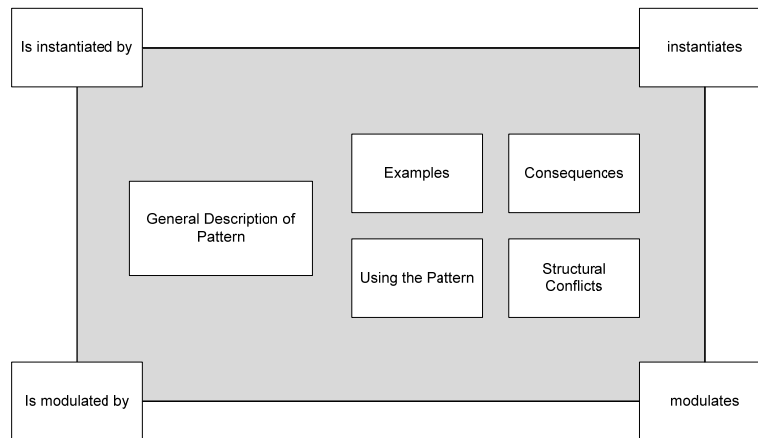 Is instantiated by
instantiates
Examples
Consequences
General Description of
Pattern
Using the Pattern
Structural
Conflicts
Is modulated by
modulates